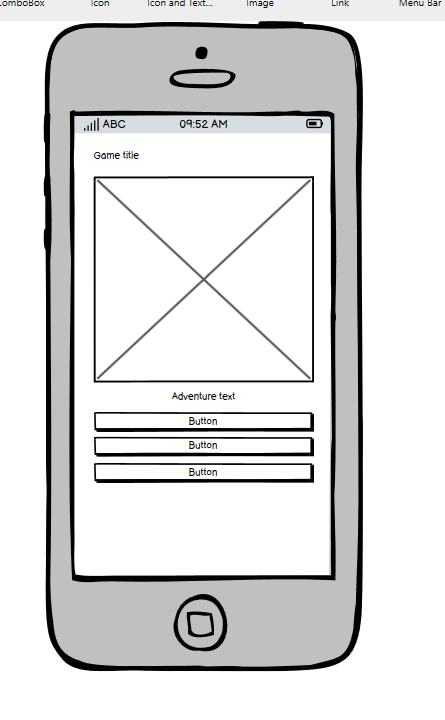 ComboBox Icon Icon and Text... Image Link Menu Bar
ABC 09:52 AM
Game title
Adventure text
Button
Button
Button